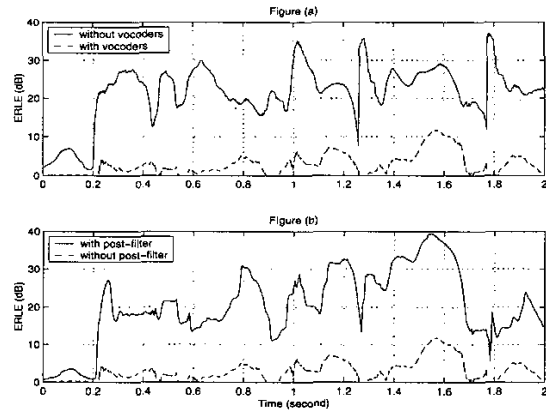 Figure (a)
40
30
20
10
0
ERLE (dB)
without vocoders
with vocoders
0 0.2 0.4 0.6 0.8 1 1.2 1.4 1.6 1.8 2
Figure (b)
40
30
20
10
0
ERLE (dB)
with post-filter
without post-filter
0 0.2 0.4 0.6 0.8 1 1.2 1.4 1.6 1.8 2
Time (second)